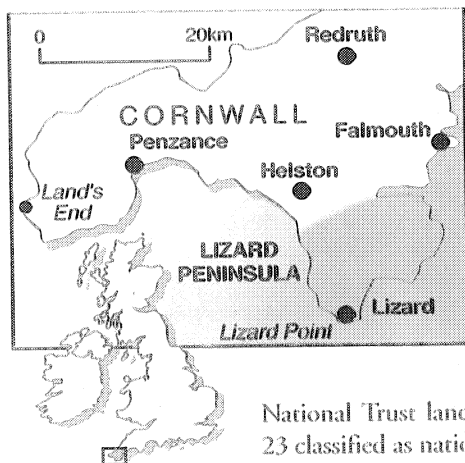 0 20km
Redruth
CORNWALL
Penzance
Falmouth
Helston
Land's
End
LIZARD
PENINSULA
Lizard
Lizard Point
National Trust land
23 classified as natio